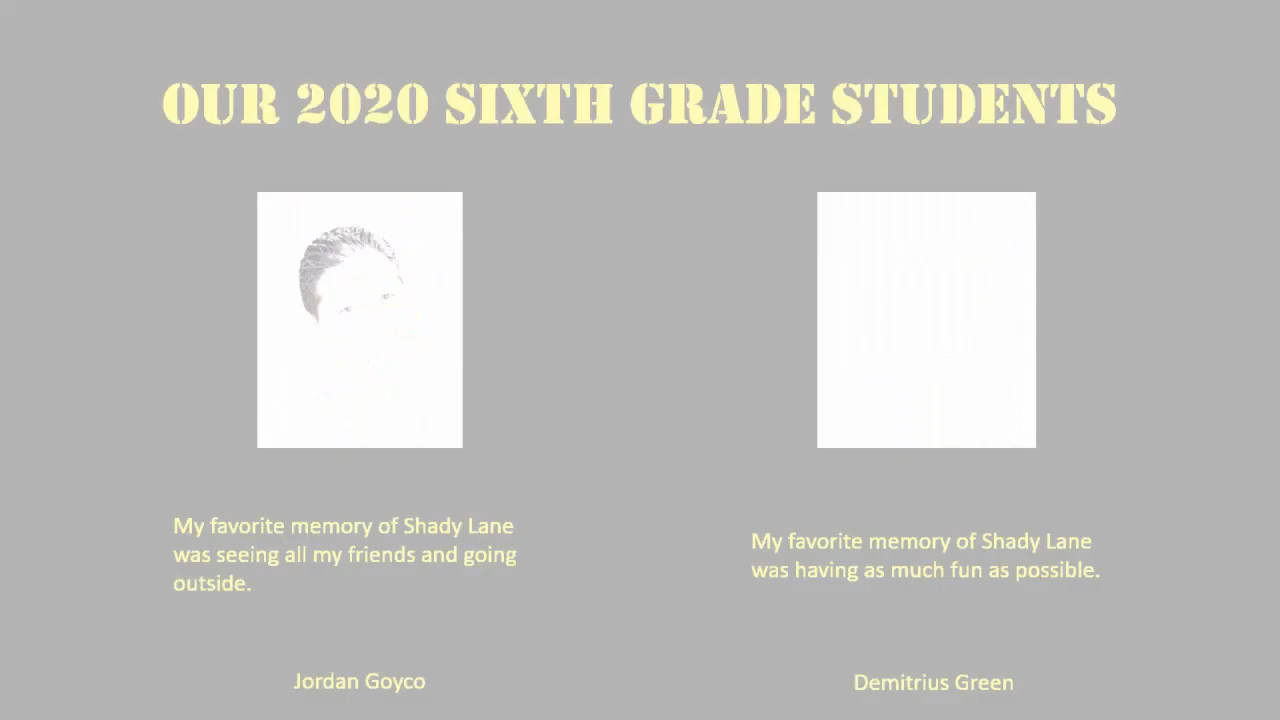 OUR 2020 SIXTH GRADE STUDENTS
My favorite memory of Shady Lane
was seeing all my friends and going
outside.
Jordan Goyco
My favorite memory of Shady Lane
was having as much fun as possible.
Demitrius Green